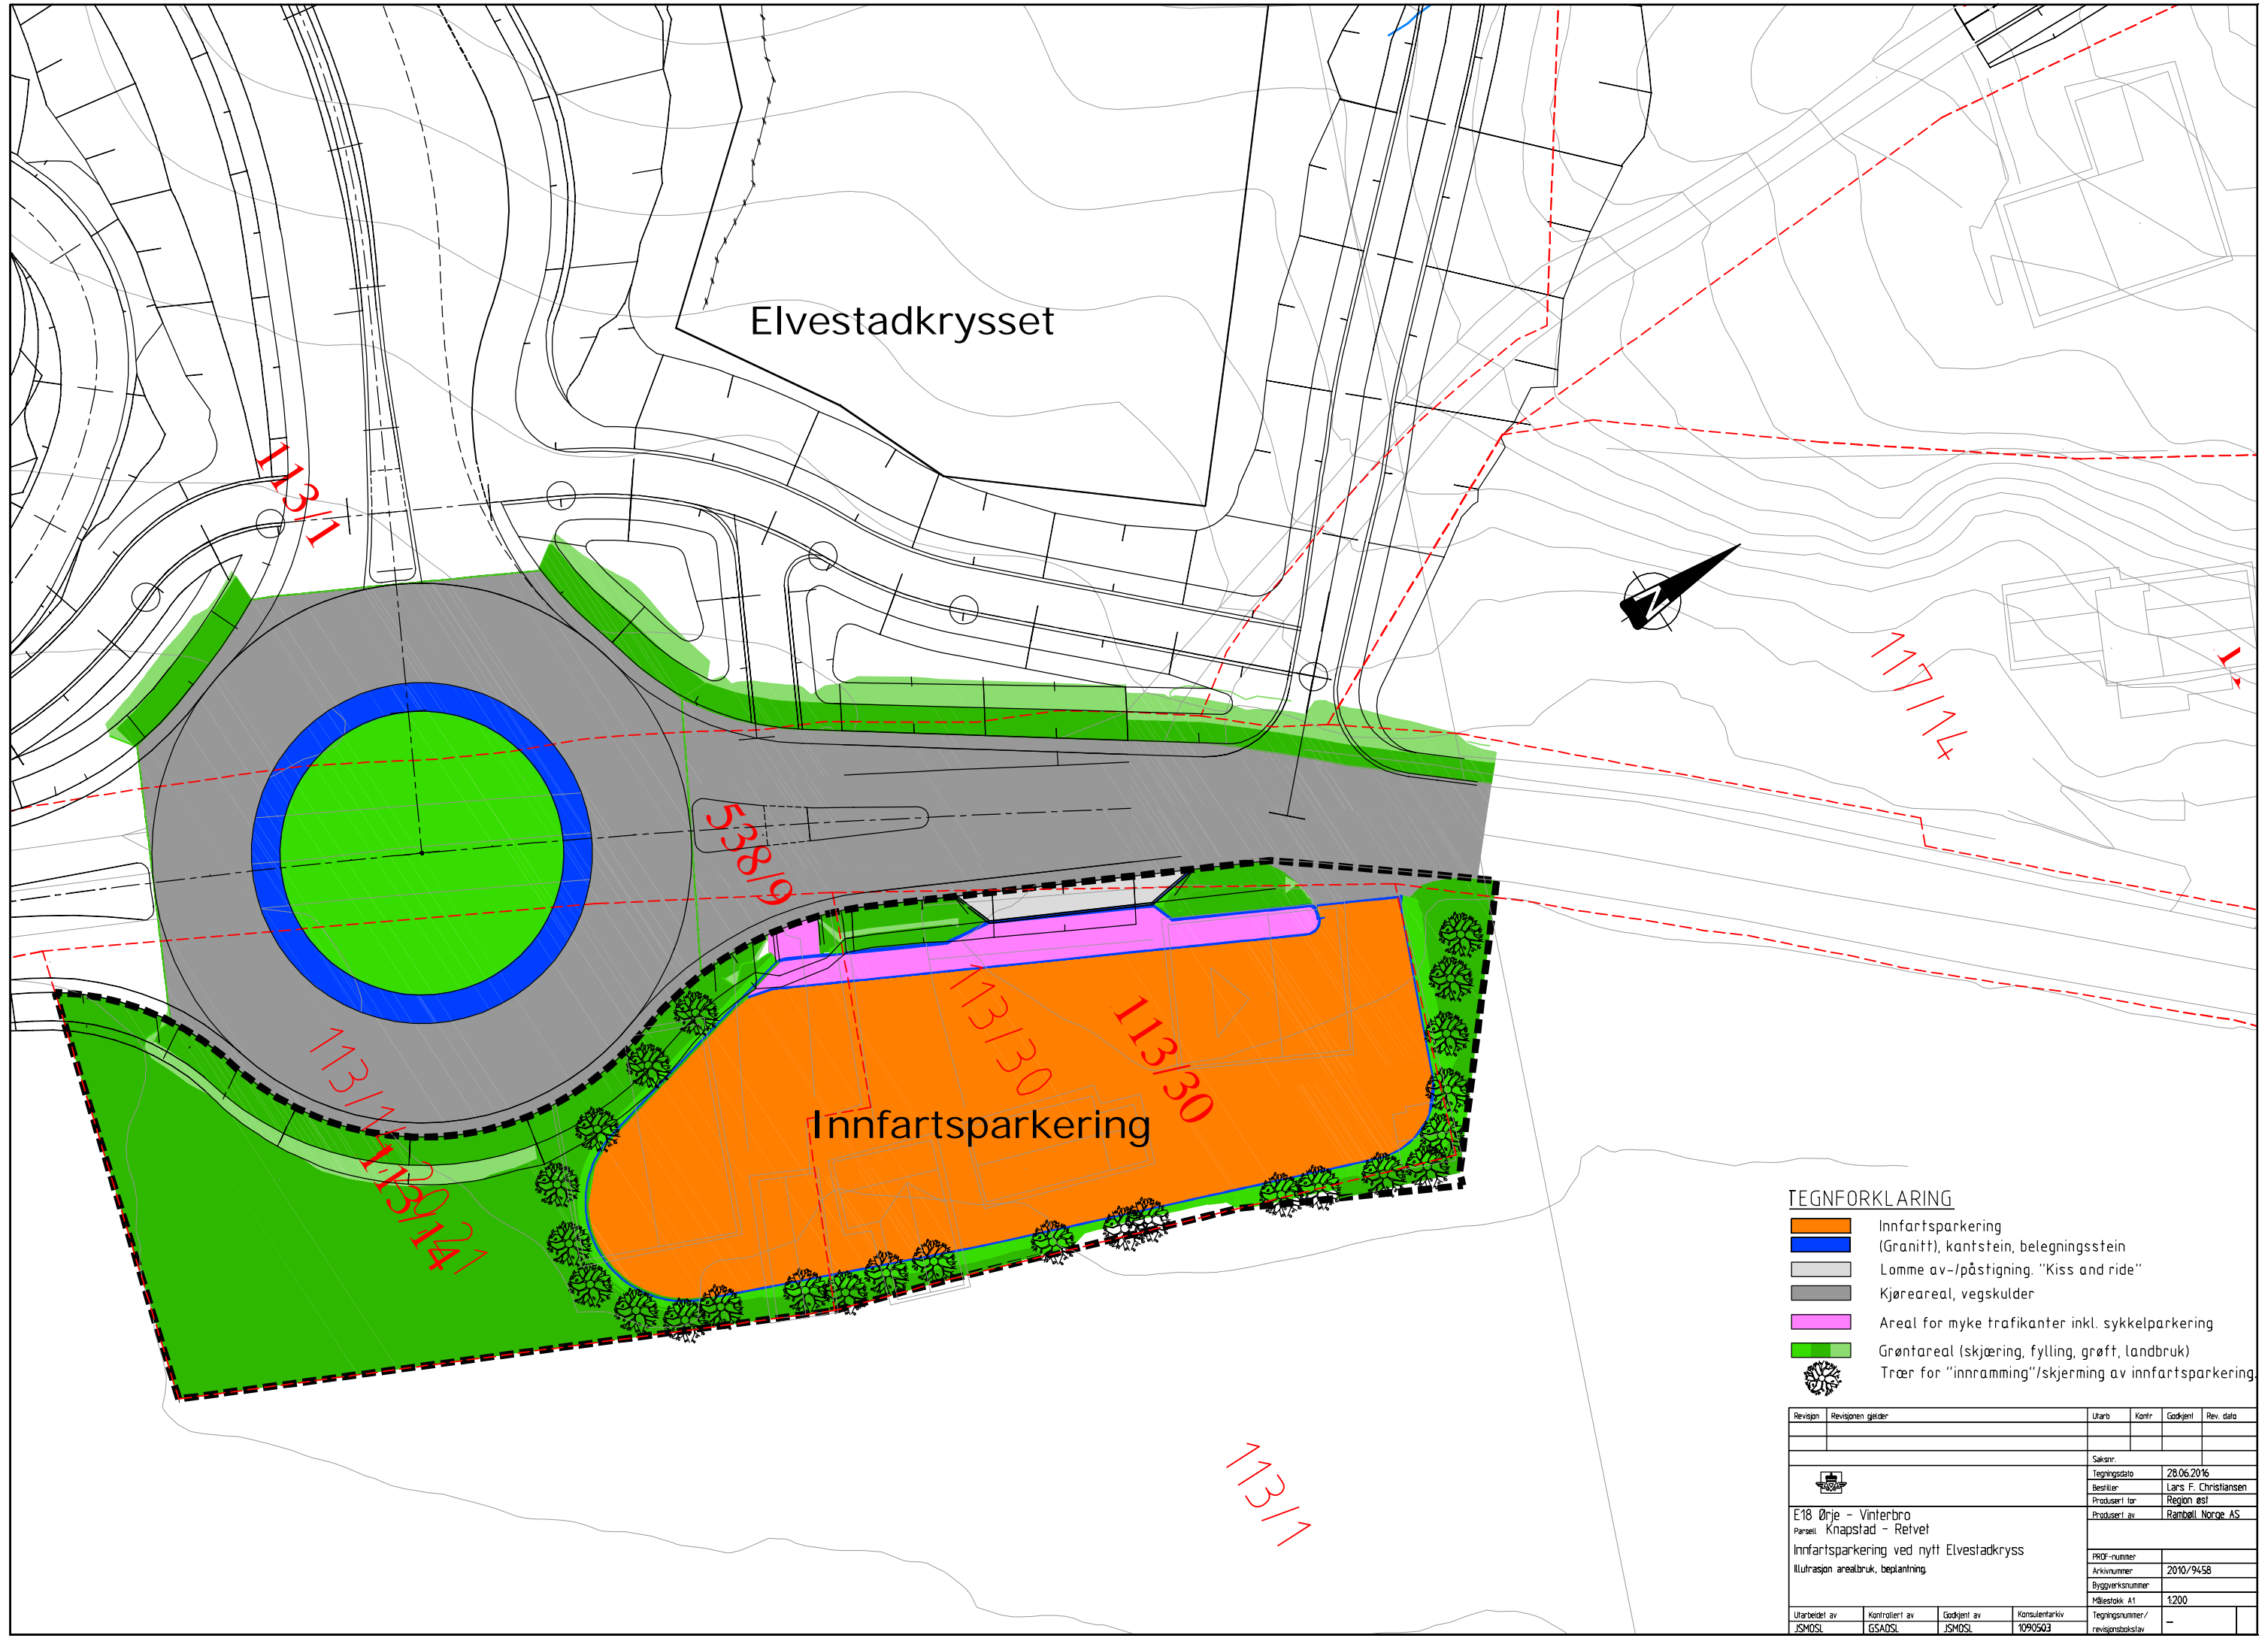 Elvestadkrysset
113/1
N
117/14
538/9
113/30
113/30
Innfartsparkering
113/14
113/1
TEGNFORKLARING
Innfartsparkering
(Granitt), kantstein, belegningsstein
Lomme av-/påstigning. "Kiss and ride"
Kjøreareal, vegskulder
Areal for myke trafikanter inkl. sykkelparkering
Grøntareal (skjæring, fylling, grøft, landbruk)
Trær for "innramming"/skjerming av innfartsparkering.
Revisjon Revisjonen gjelder Utarb Kontr Godkjent Rev. dato
Saksnr.
Tegningsdato 28.06.2016
Bestiller Lars F. Christiansen
Produsert for Region øst
Produsert av Rambøll Norge AS
E18 Ørje - Vinterbro
Parsell Knapstad - Retvet
Innfartsparkering ved nytt Elvestadkryss
Illutrasjon arealbruk, beplantning.
PROF-nummer
Arkivnummer 2010/9458
Byggverksnummer
Målestokk A1 1:200
Utarbeidet av Kontrollert av Godkjent av Konsulentarkiv Tegningsnummer/
JSMOSL GSAOSL JSMOSL 1090503 revisjonsbokstav -